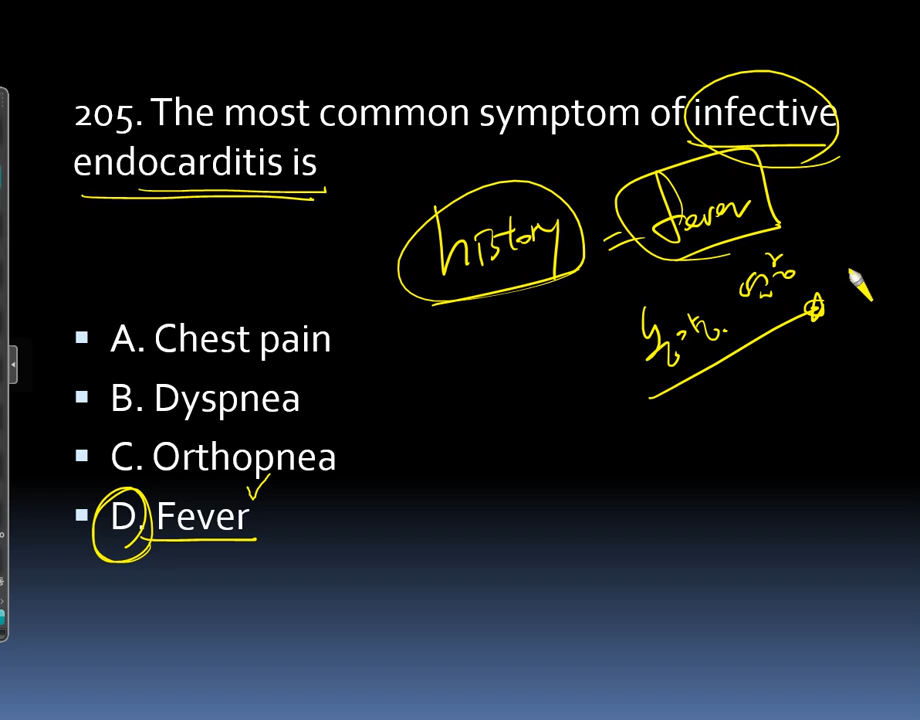 205. The most common symptom of infective
endocarditis is
history = fever
A. Chest pain
B. Dyspnea
C. Orthopnea
D. Fever